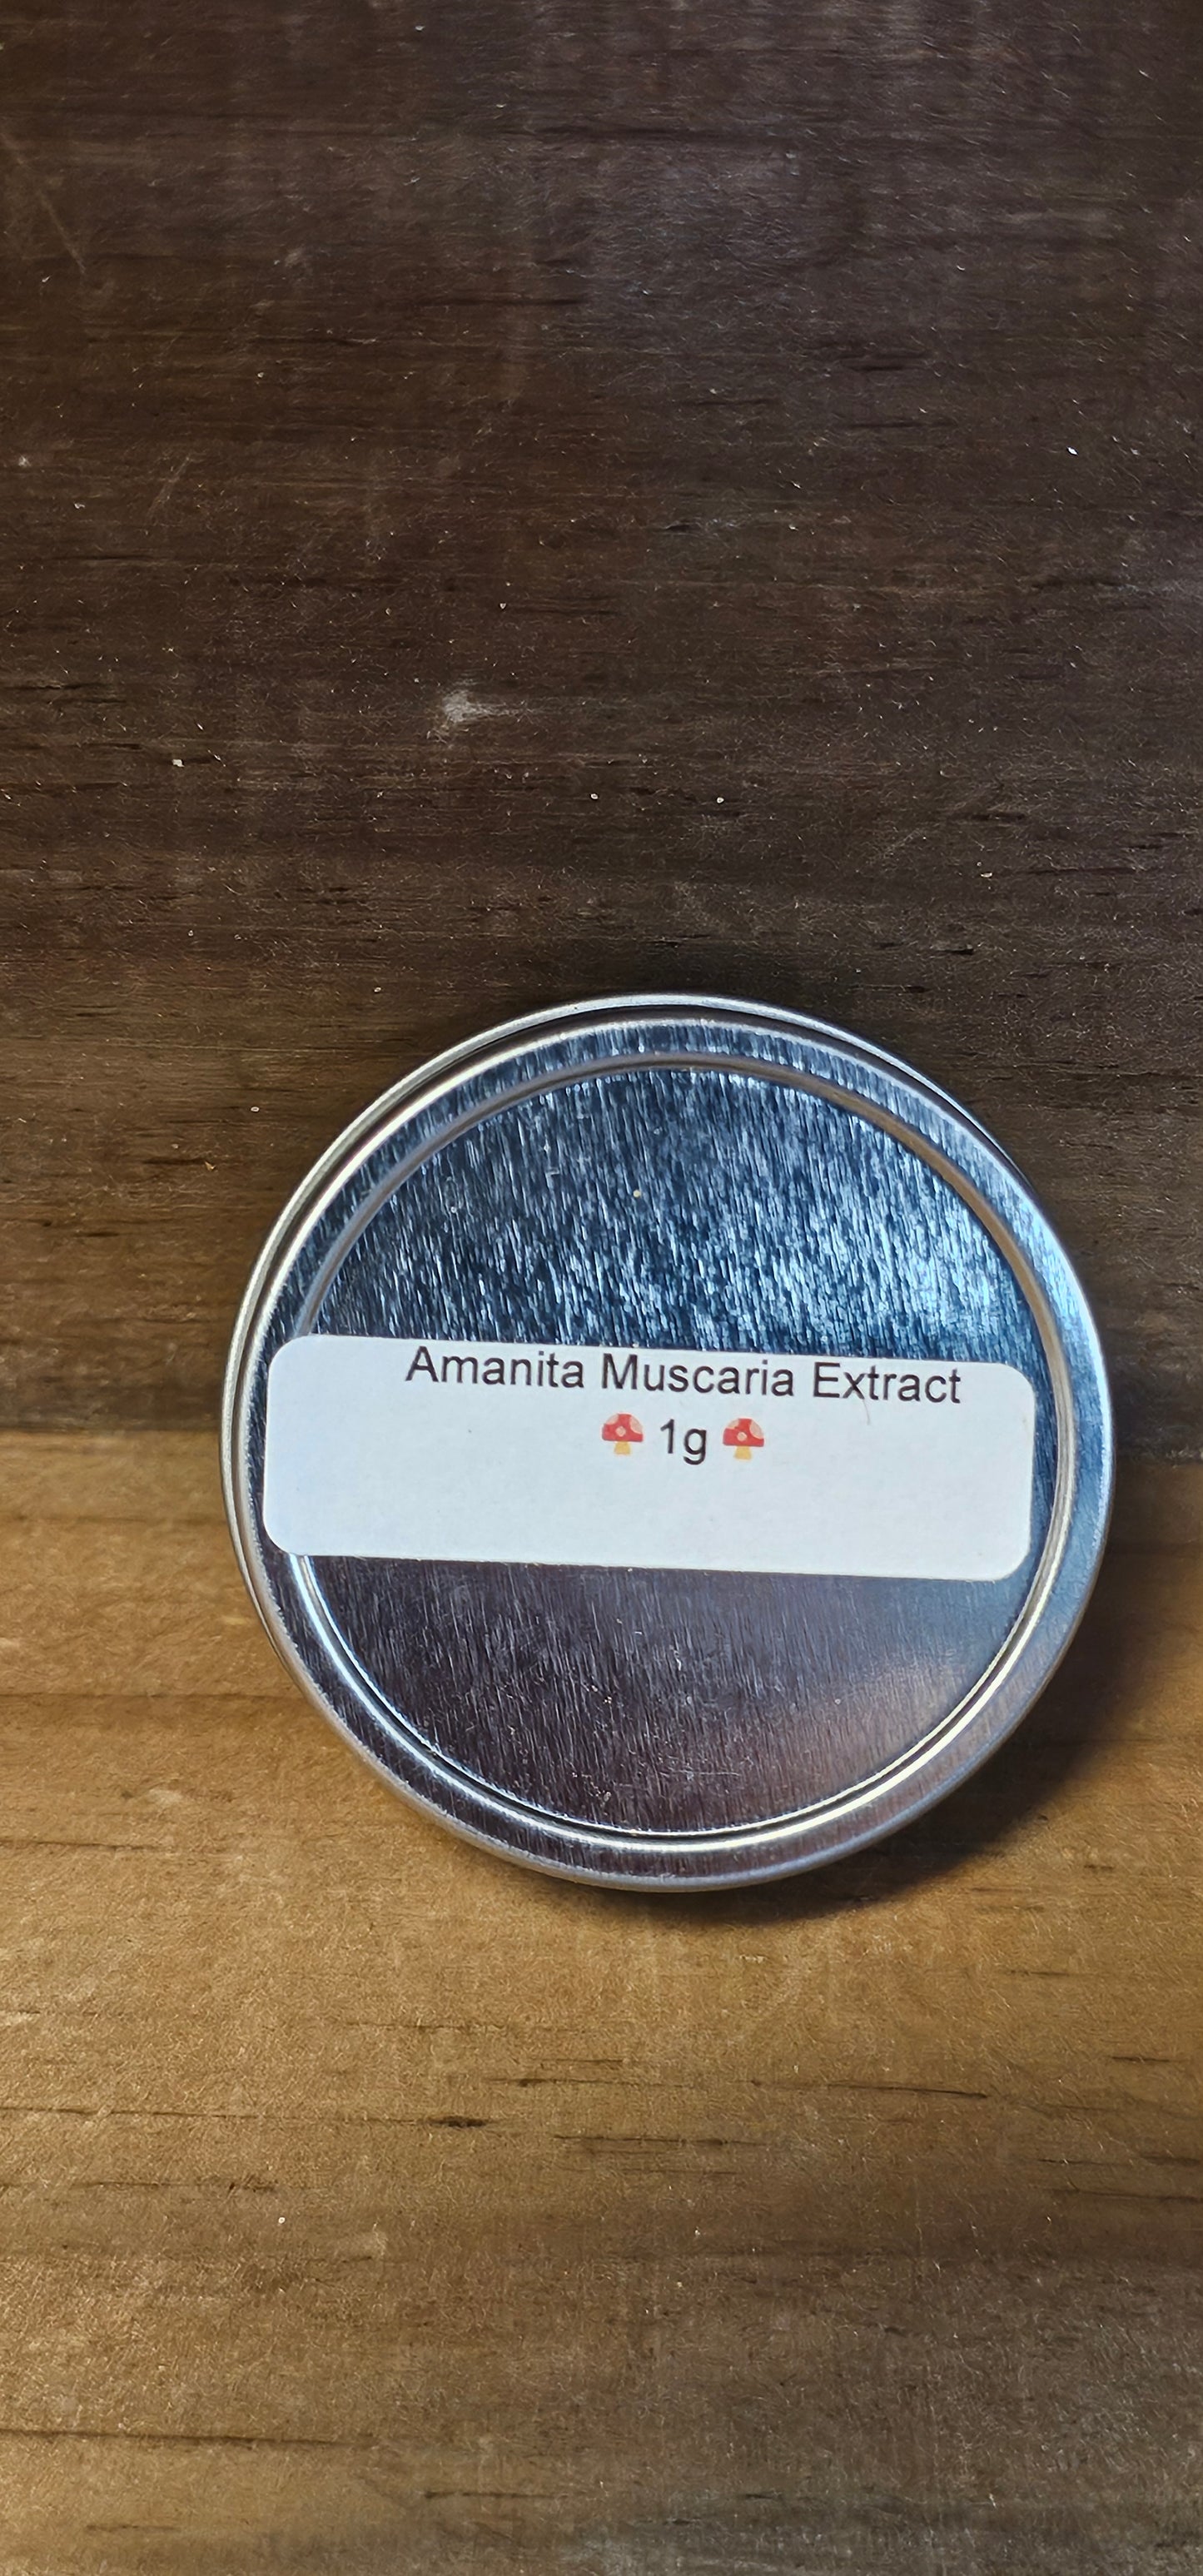 Amanita Muscaria Extract
🍄 1g 🍄